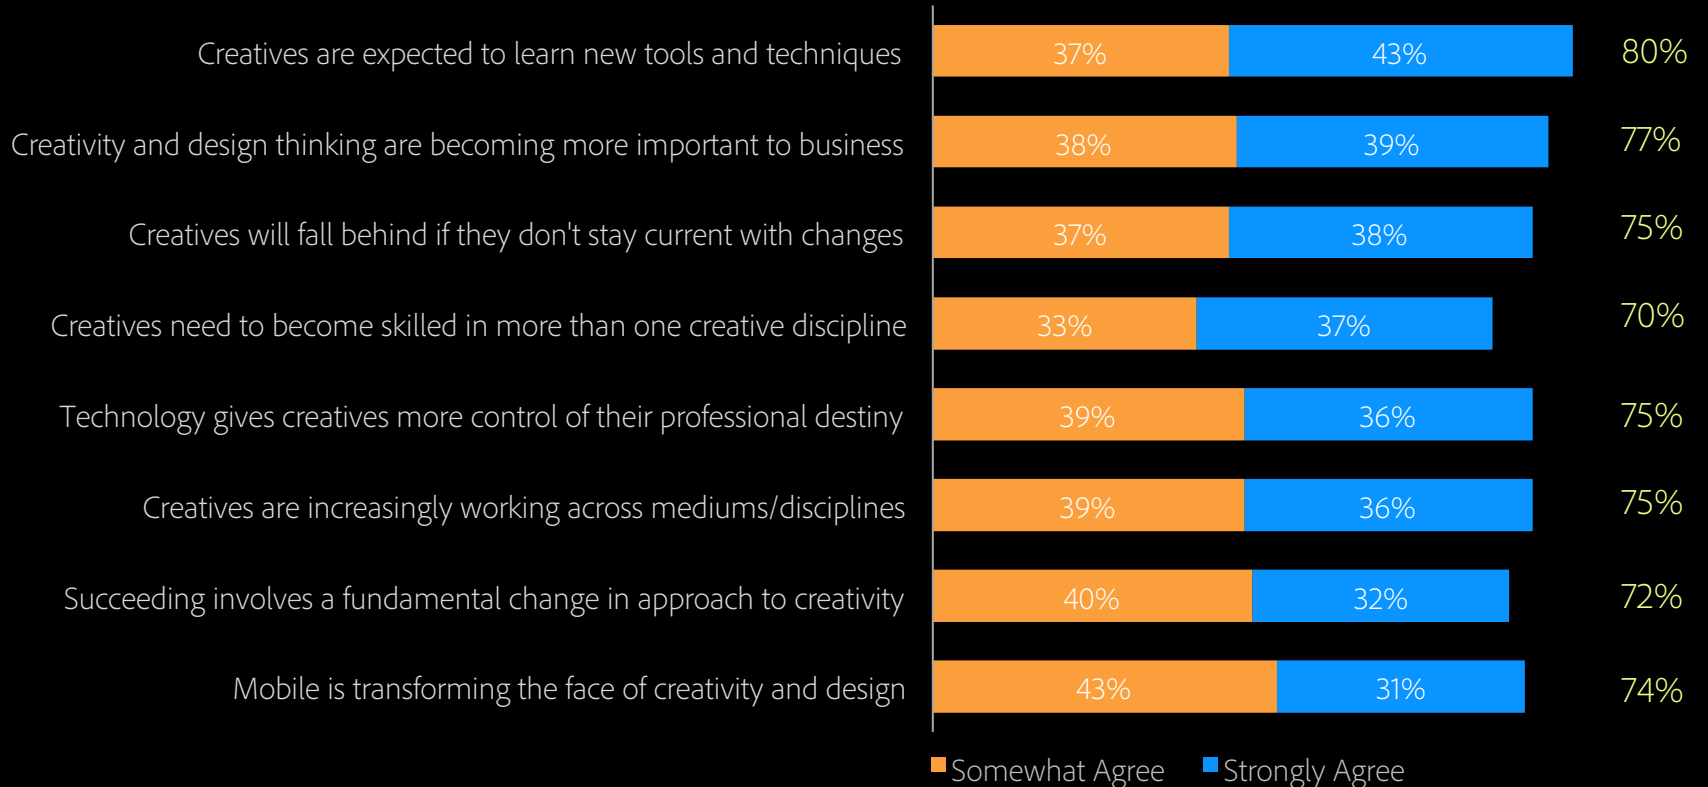 Creatives are expected to learn new tools and techniques 37% 43% 80%
Creativity and design thinking are becoming more important to business 38% 39% 77%
Creatives will fall behind if they don't stay current with changes 37% 38% 75%
Creatives need to become skilled in more than one creative discipline 33% 37% 70%
Technology gives creatives more control of their professional destiny 39% 36% 75%
Creatives are increasingly working across mediums/disciplines 39% 36% 75%
Succeeding involves a fundamental change in approach to creativity 40% 32% 72%
Mobile is transforming the face of creativity and design 43% 31% 74%
Somewhat Agree Strongly Agree